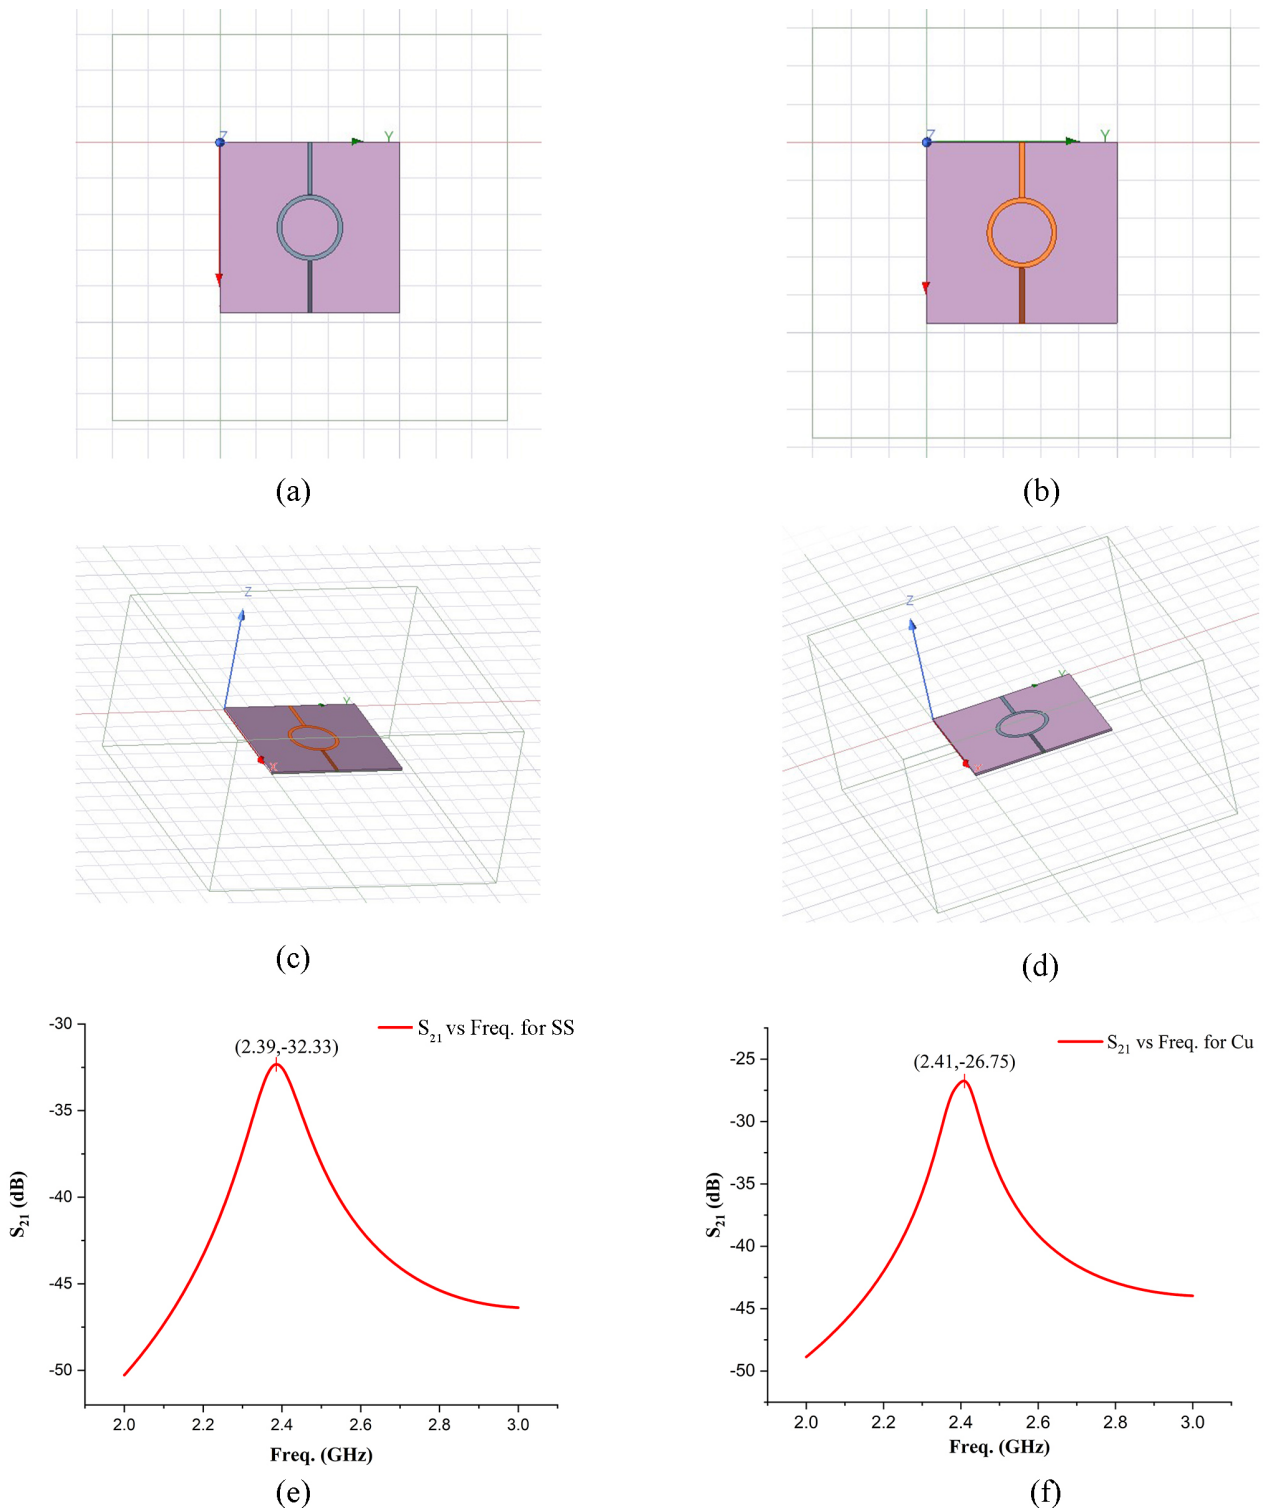 Z
Y
Z
Y
(a)
(b)
Z
Y
X
Z
Y
X
(c)
(d)
S21 vs Freq. for SS
(2.39,-32.33)
-30
-35
-40
-45
-50
S21 (dB)
2.0 2.2 2.4 2.6 2.8 3.0
Freq. (GHz)
(e)
S21 vs Freq. for Cu
(2.41,-26.75)
-25
-30
-35
-40
-45
-50
S21 (dB)
2.0 2.2 2.4 2.6 2.8 3.0
Freq. (GHz)
(f)